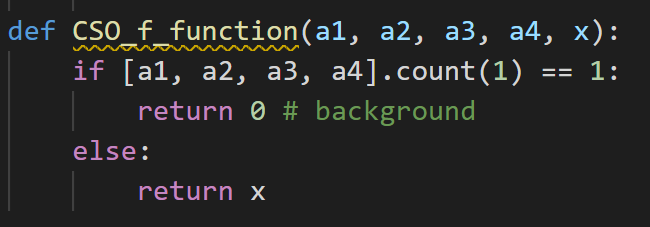 def CSO_f_function(a1, a2, a3, a4, x):
    if [a1, a2, a3, a4].count(1) == 1:
        return 0 # background
    else:
        return x